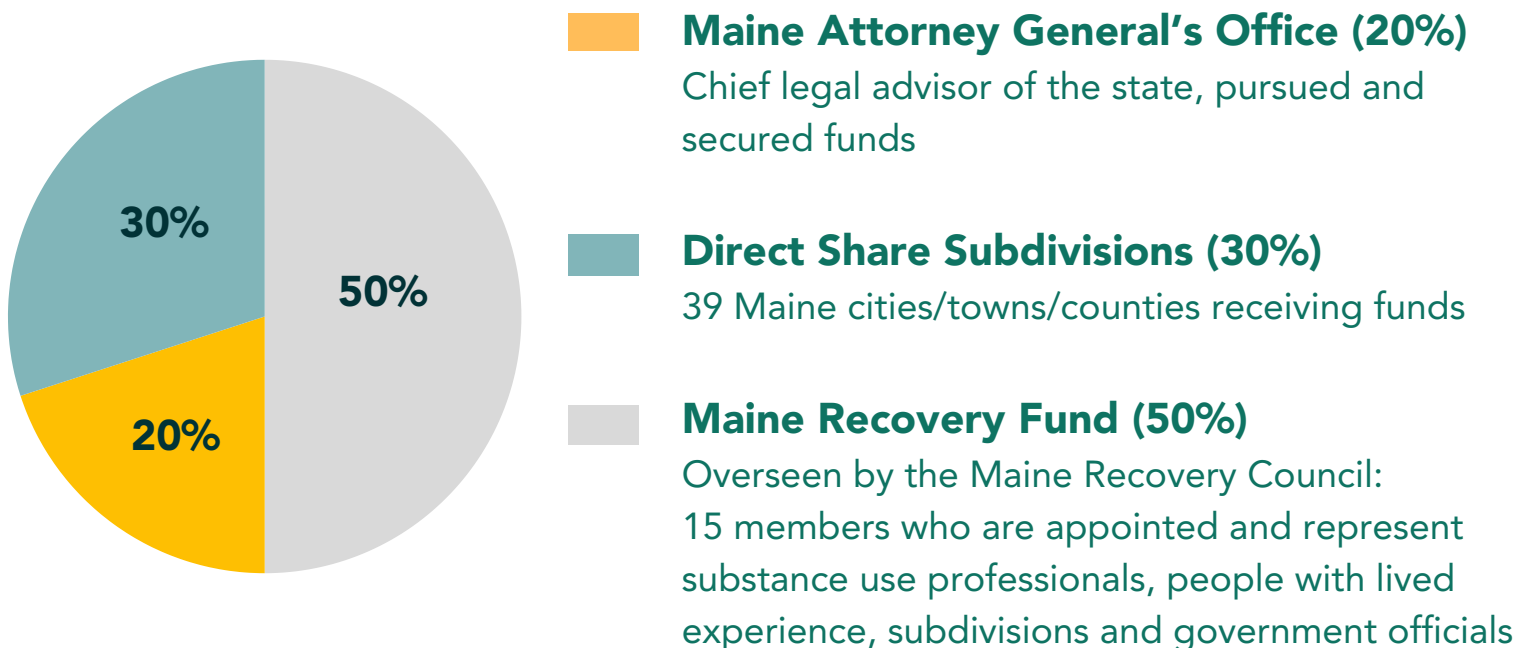 30%
50%
20%
Maine Attorney General’s Office (20%)
Chief legal advisor of the state, pursued and
secured funds
Direct Share Subdivisions (30%)
39 Maine cities/towns/counties receiving funds
Maine Recovery Fund (50%)
Overseen by the Maine Recovery Council:
15 members who are appointed and represent
substance use professionals, people with lived
experience, subdivisions and government officials